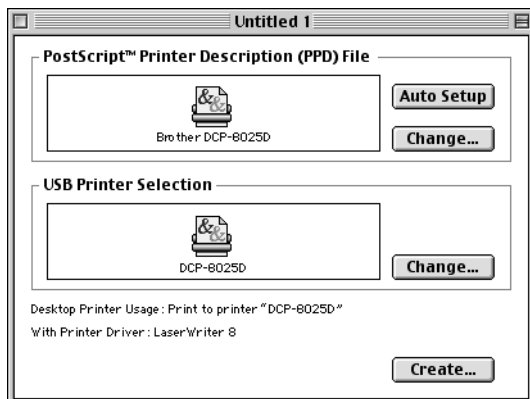 Untitled 1
PostScript™ Printer Description (PPD) File
Auto Setup
Brother DCP-8025D
Change...
USB Printer Selection
DCP-8025D
Change...
Desktop Printer Usage : Print to printer “DCP-8025D”
With Printer Driver : LaserWriter 8
Create...